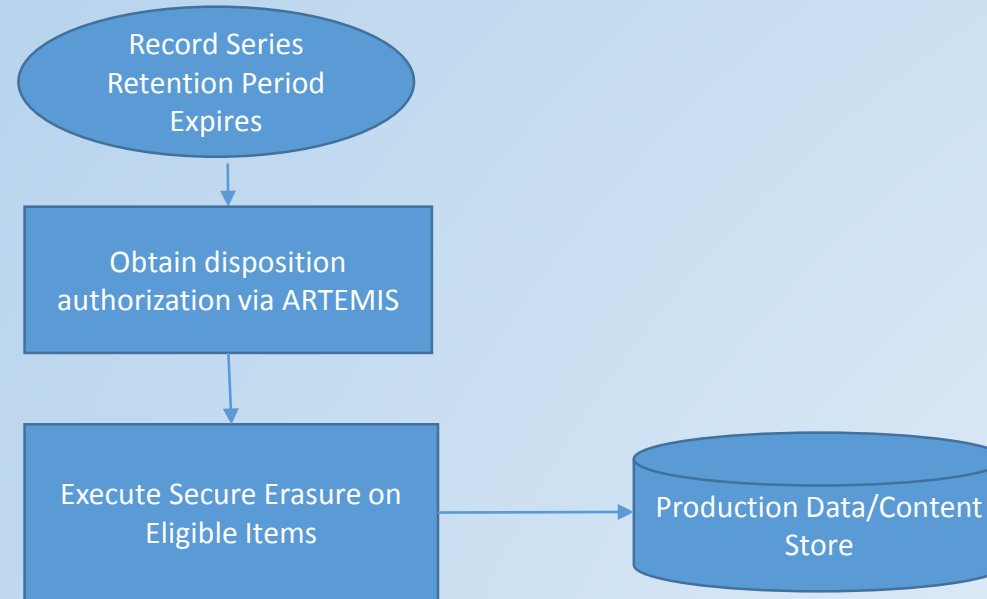 Record Series
Retention Period
Expires
Obtain disposition
authorization via ARTEMIS
Execute Secure Erasure on
Eligible Items
Production Data/Content
Store